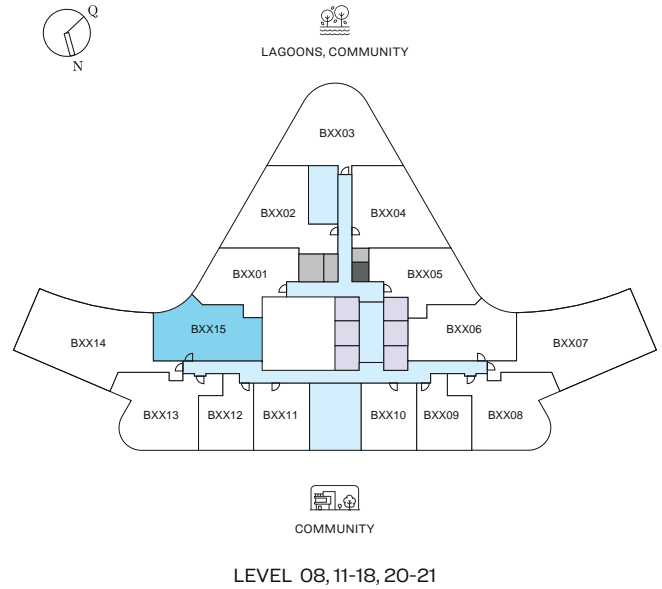 Q
N
LAGOONS, COMMUNITY
BXX03
BXX02
BXX04
BXX01
BXX05
BXX15
BXX06
BXX14
BXX07
BXX13
BXX12
BXX11
BXX10
BXX09
BXX08
COMMUNITY
LEVEL 08, 11-18, 20-21